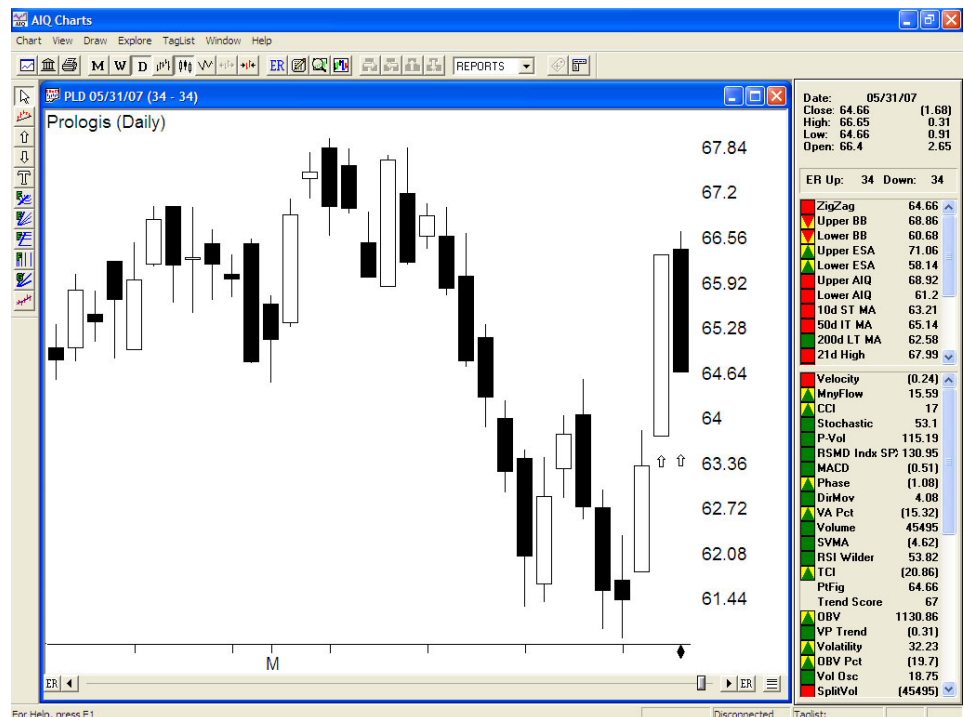 AIQ Charts
Chart View Draw Explore TagList Window Help
M W D ER REPORTS
PLD 05/31/07 (34 - 34)
Prologis (Daily)
67.84
67.2
66.56
65.92
65.28
64.64
64
63.36
62.72
62.08
61.44
M
ER ER
Date: 05/31/07
Close: 64.66 (1.68)
High: 66.65 0.31
Low: 64.66 0.91
Open: 66.4 2.65
ER Up: 34 Down: 34
ZigZag 64.66
Upper BB 68.86
Lower BB 60.68
Upper ESA 71.06
Lower ESA 58.14
Upper AIQ 68.92
Lower AIQ 61.2
10d ST MA 63.21
50d IT MA 65.14
200d LT MA 62.58
21d High 67.99
Velocity (0.24)
MnyFlow 15.59
CCI 17
Stochastic 53.1
P-Vol 115.19
RSMD Indx SP 130.95
MACD (0.51)
Phase (1.08)
DirMov 4.08
VA Pct (15.32)
Volume 45495
SVMA (4.62)
RSI Wilder 53.82
TCI (20.86)
PtFig 64.66
Trend Score 67
OBV 1130.86
VP Trend (0.31)
Volatility 32.23
OBV Pct (19.7)
Vol Osc 18.75
SplitVol (45495)
For Help, press F1 Disconnected Taglist: